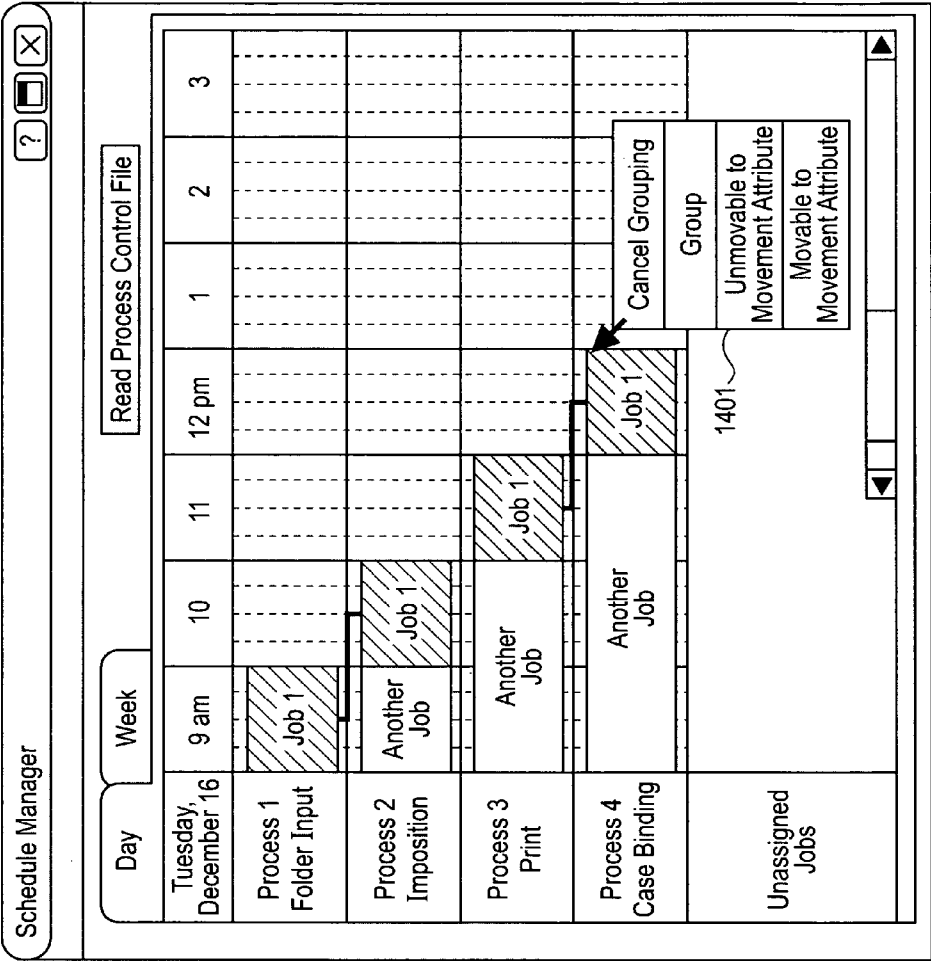 Schedule Manager
?
Day
Week
Read Process Control File
Tuesday,
December 16
9 am
10
11
12 pm
1
2
3
Process 1
Folder Input
Job 1
Process 2
Imposition
Another
Job
Job 1
Process 3
Print
Another
Job
Job 1
Process 4
Case Binding
Another
Job
Job 1
Cancel Grouping
Group
Unmovable to
Movement Attribute
Movable to
Movement Attribute
1401
Unassigned
Jobs